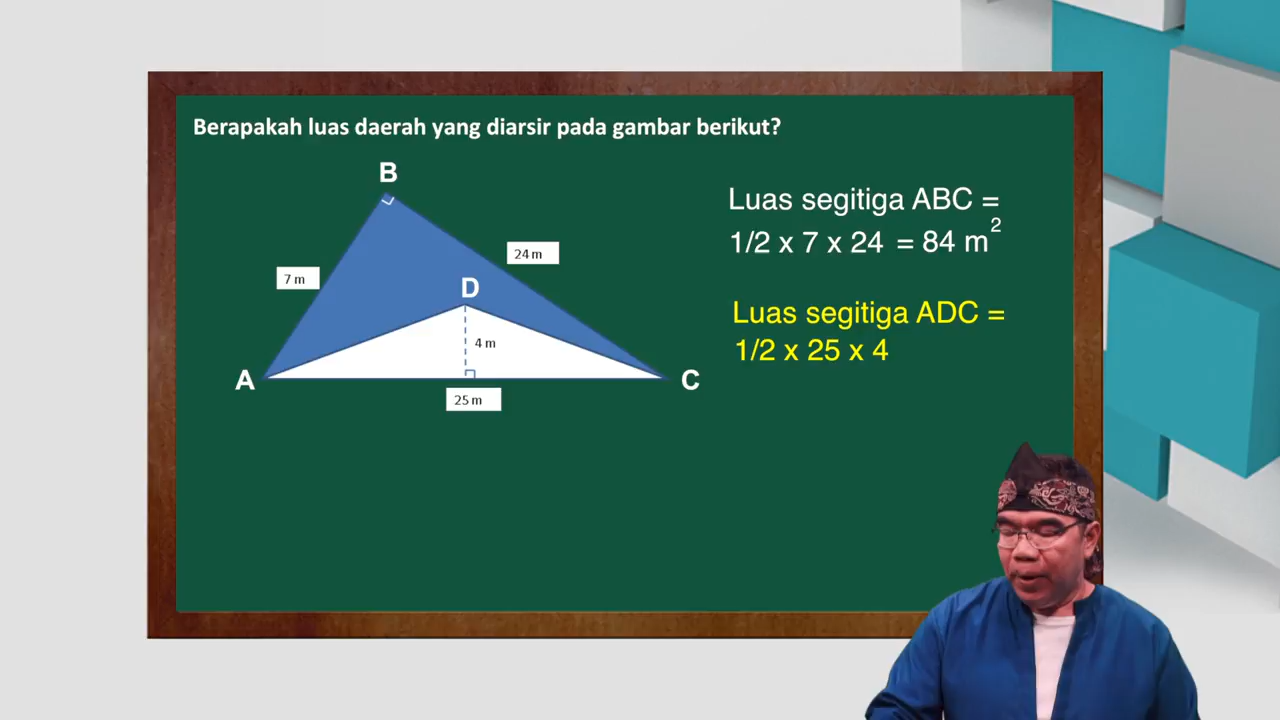 Berapakah luas daerah yang diarsir pada gambar berikut?
B
7 m
24 m
D
4 m
A
C
25 m
Luas segitiga ABC =
1/2 x 7 x 24 = 84 m²
Luas segitiga ADC =
1/2 x 25 x 4